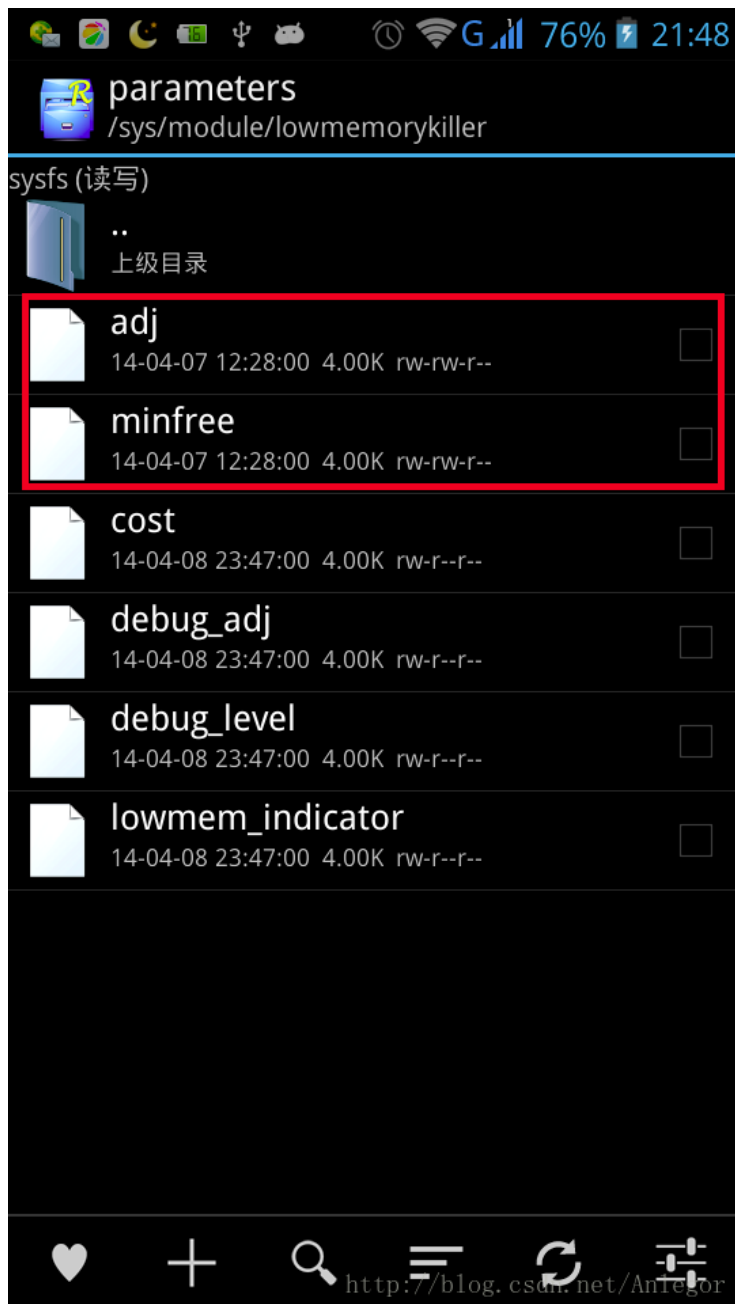 76 G 76% 21:48
R
parameters
/sys/module/lowmemorykiller
sysfs (读写)
..
上级目录
adj
14-04-07 12:28:00 4.00K rw-rw-r--
minfree
14-04-07 12:28:00 4.00K rw-rw-r--
cost
14-04-08 23:47:00 4.00K rw-r--r--
debug_adj
14-04-08 23:47:00 4.00K rw-r--r--
debug_level
14-04-08 23:47:00 4.00K rw-r--r--
lowmem_indicator
14-04-08 23:47:00 4.00K rw-r--r--
http://blog.csdn.net/Anlegor